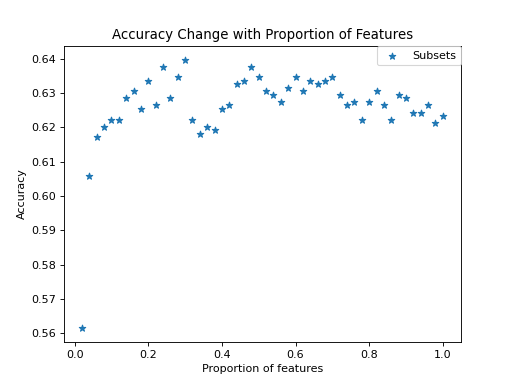 Accuracy Change with Proportion of Features
Subsets
Accuracy
0.64
0.63
0.62
0.61
0.60
0.59
0.58
0.57
0.56
0.0 0.2 0.4 0.6 0.8 1.0
Proportion of features